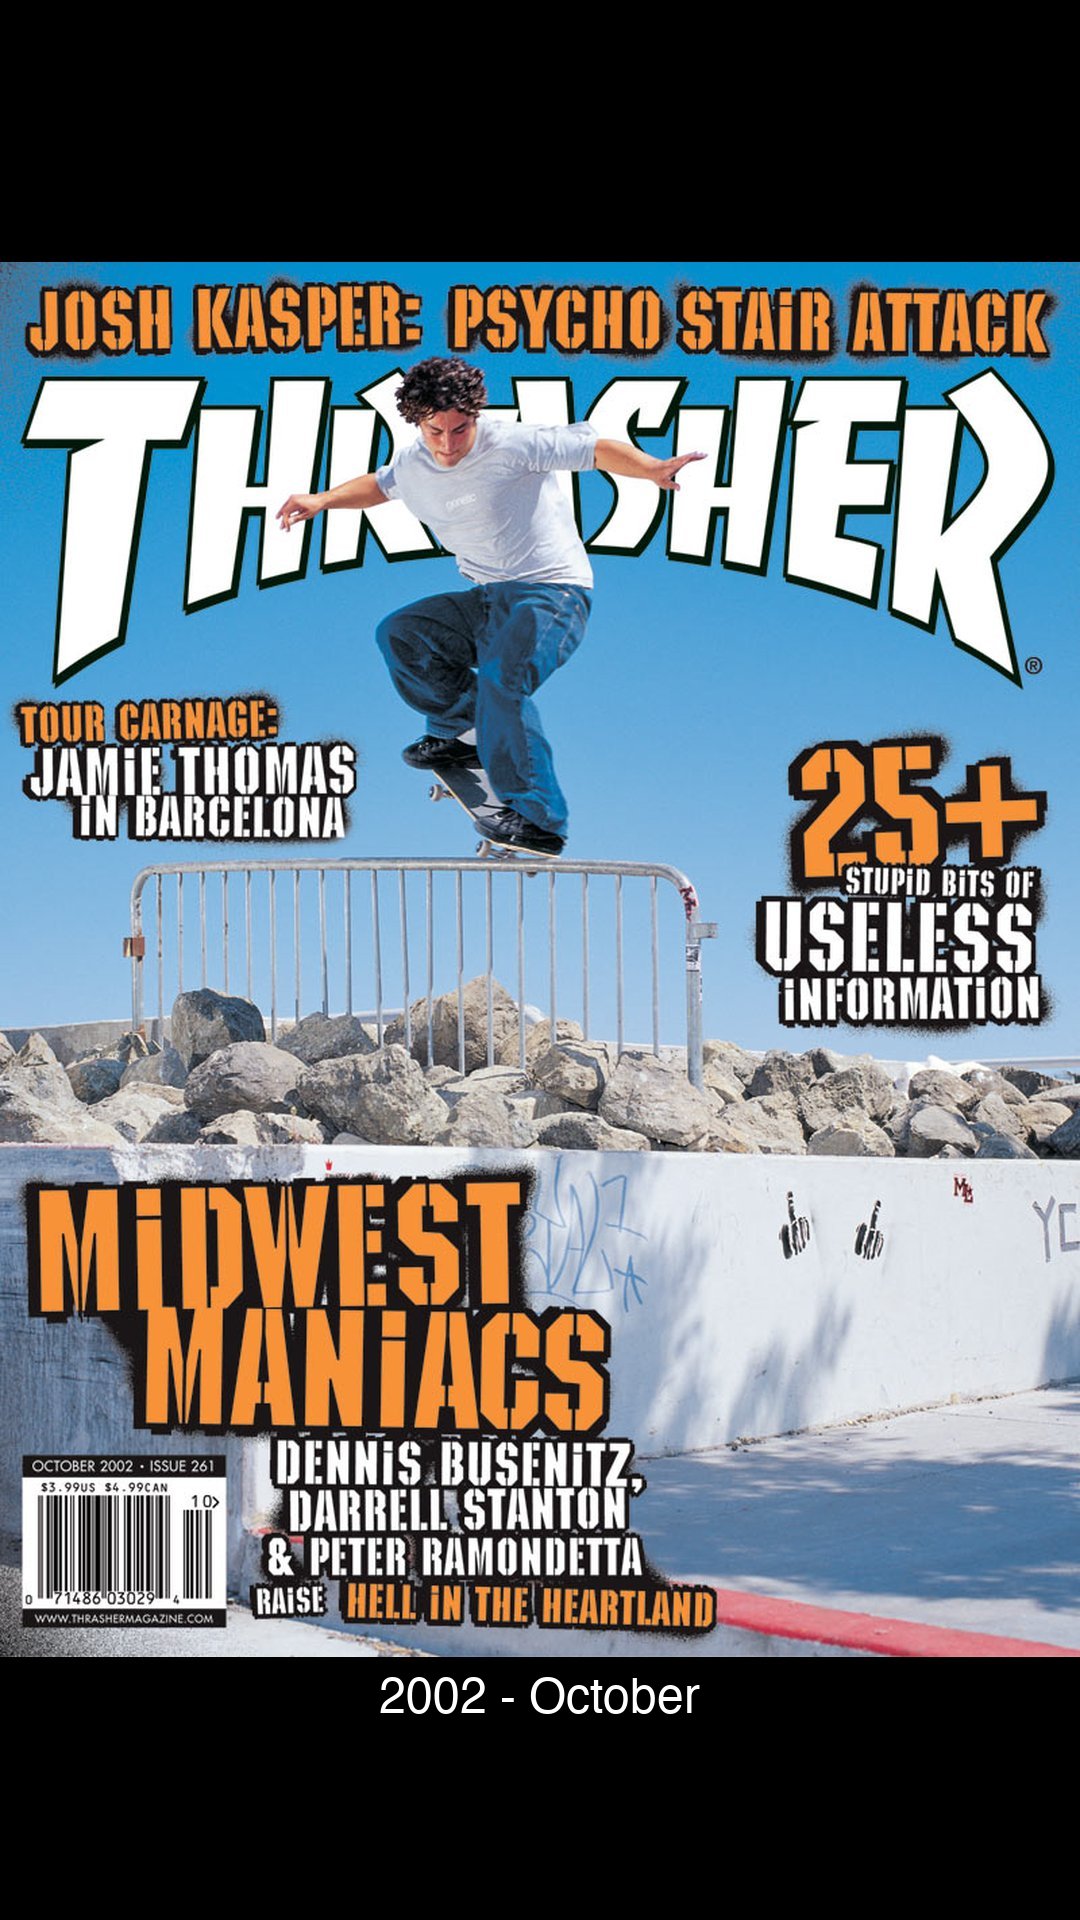 JOSH KASPER: PSYCHO STAiR ATTACK
THRASHER
®
TOUR CARNAGE:
JAMiE THOMAS
iN BARCELONA
25+
STUPiD BiTS OF
USELESS
iNFORMATiON
MiDWEST
MANiACS
DENNiS BUSENiTZ,
DARRELL STANTON
& PETER RAMONDETTA
RAiSE HELL iN THE HEARTLAND
OCTOBER 2002 • ISSUE 261
$3.99US $4.99CAN
10>
0 71486 03029 4
WWW.THRASHERMAGAZINE.COM
2002 - October